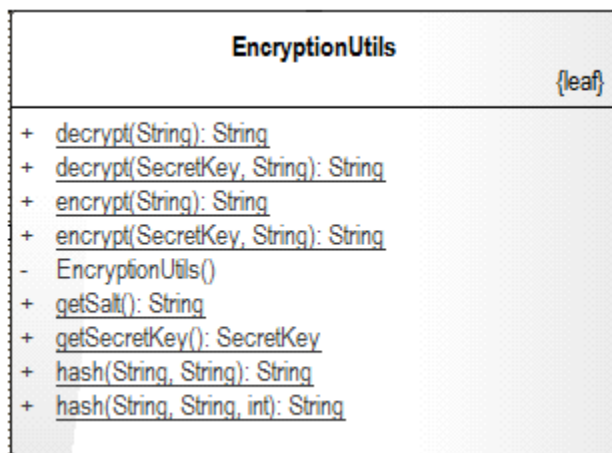 EncryptionUtils
{leaf}
+ decrypt(String): String
+ decrypt(SecretKey, String): String
+ encrypt(String): String
+ encrypt(SecretKey, String): String
- EncryptionUtils()
+ getSalt(): String
+ getSecretKey(): SecretKey
+ hash(String, String): String
+ hash(String, String, int): String